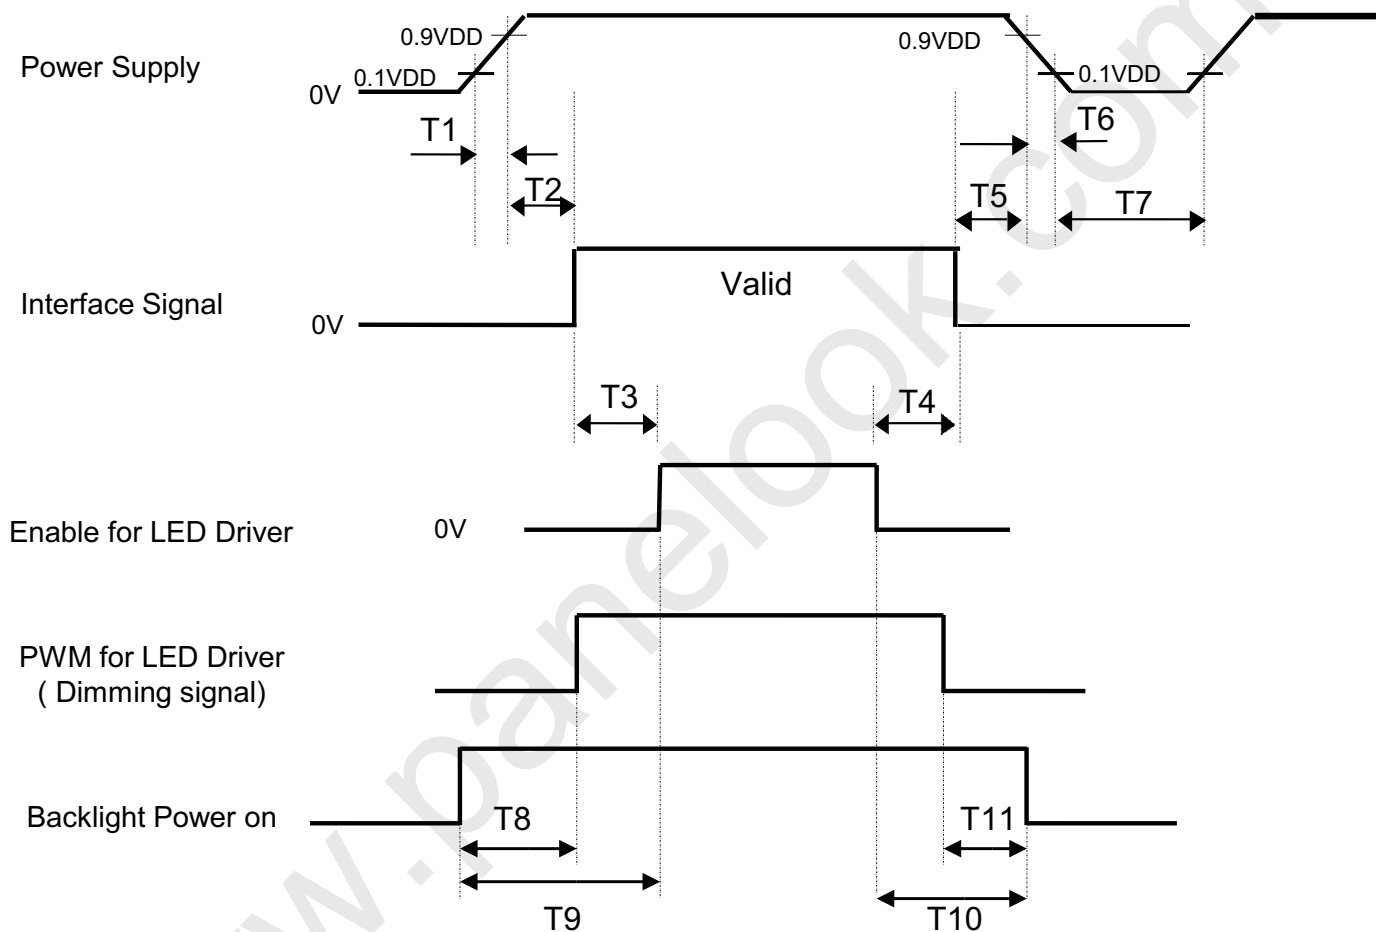 0.9VDD
0.9VDD
Power Supply
0.1VDD
0.1VDD
0V
T1
T6
T2
T5
T7
Valid
Interface Signal
0V
T3
T4
Enable for LED Driver
0V
PWM for LED Driver
( Dimming signal)
Backlight Power on
T8
T11
T9
T10
w.panelook.com